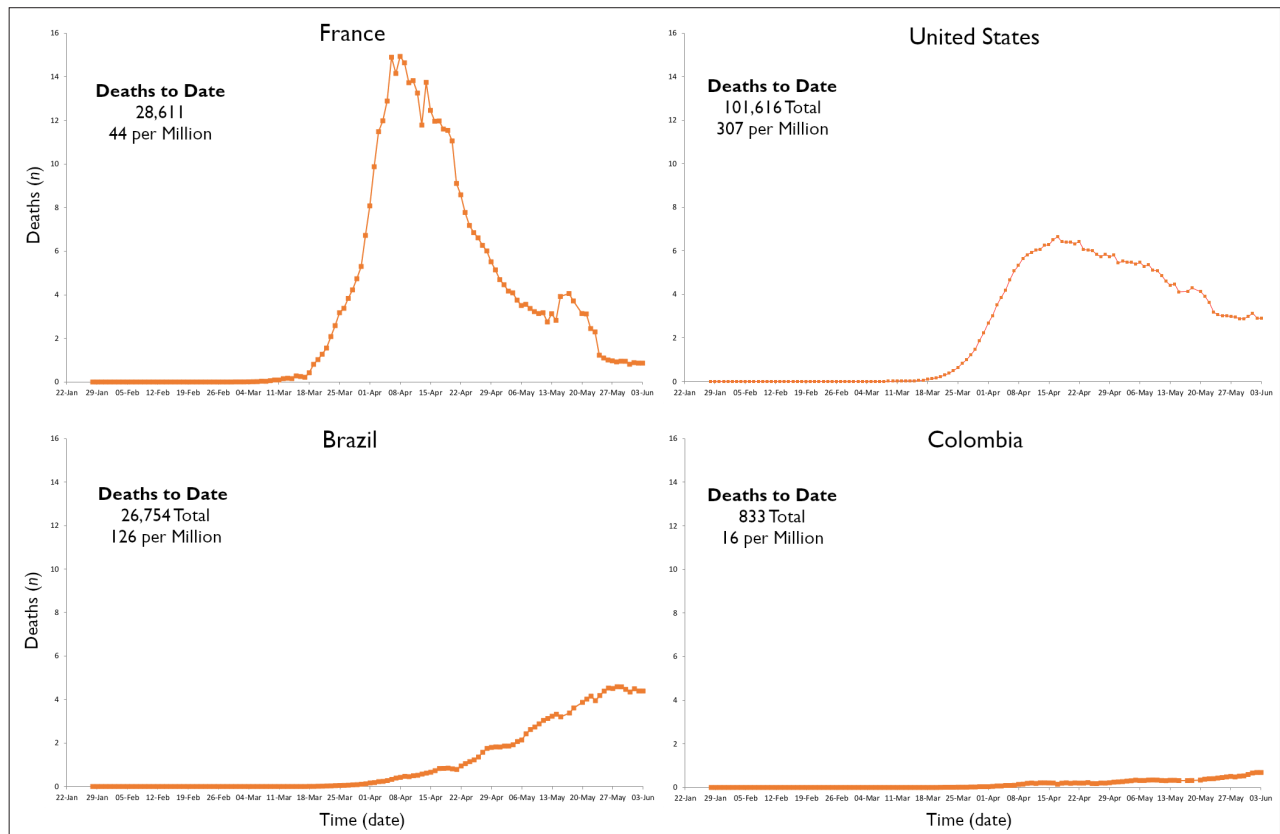 France
Deaths to Date
28,611
44 per Million
Deaths (n)
16
14
12
10
8
6
4
2
0
22-Jan 29-Jan 05-Feb 12-Feb 19-Feb 26-Feb 04-Mar 11-Mar 18-Mar 25-Mar 01-Apr 08-Apr 15-Apr 22-Apr 29-Apr 06-May 13-May 20-May 27-May 03-Jun
United States
Deaths to Date
101,616 Total
307 per Million
16
14
12
10
8
6
4
2
0
22-Jan 29-Jan 05-Feb 12-Feb 19-Feb 26-Feb 04-Mar 11-Mar 18-Mar 25-Mar 01-Apr 08-Apr 15-Apr 22-Apr 29-Apr 06-May 13-May 20-May 27-May 03-Jun
Brazil
Deaths to Date
26,754 Total
126 per Million
Deaths (n)
16
14
12
10
8
6
4
2
0
22-Jan 29-Jan 05-Feb 12-Feb 19-Feb 26-Feb 04-Mar 11-Mar 18-Mar 25-Mar 01-Apr 08-Apr 15-Apr 22-Apr 29-Apr 06-May 13-May 20-May 27-May 03-Jun
Time (date)
Colombia
Deaths to Date
833 Total
16 per Million
16
14
12
10
8
6
4
2
0
22-Jan 29-Jan 05-Feb 12-Feb 19-Feb 26-Feb 04-Mar 11-Mar 18-Mar 25-Mar 01-Apr 08-Apr 15-Apr 22-Apr 29-Apr 06-May 13-May 20-May 27-May 03-Jun
Time (date)